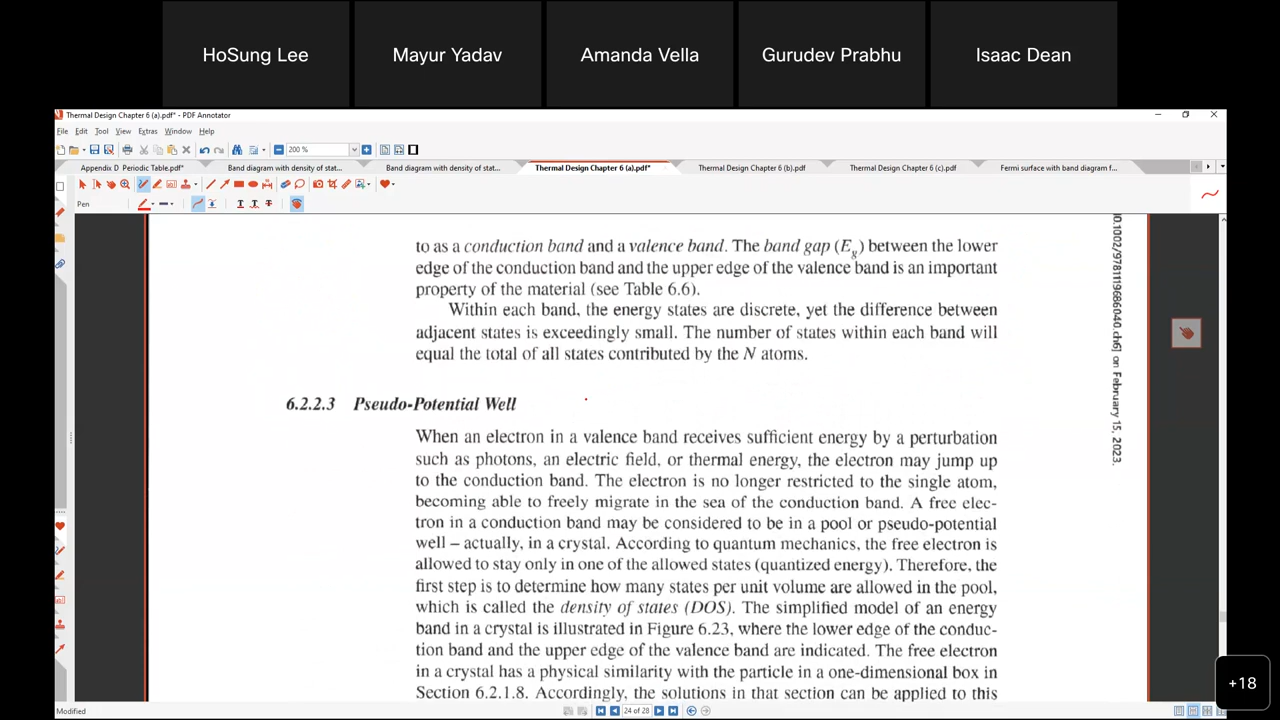 HoSung Lee
Mayur Yadav
Amanda Vella
Gurudev Prabhu
Isaac Dean
Thermal Design Chapter 6 (a).pdf* - PDF Annotator
File Edit Tool View Extras Window Help
200 %
Appendix D Periodic Table.pdf*
Band diagram with density of stat...
Band diagram with density of stat...
Thermal Design Chapter 6 (a).pdf*
Thermal Design Chapter 6 (b).pdf
Thermal Design Chapter 6 (c).pdf
Fermi surface with band diagram f...
Pen
to as a conduction band and a valence band. The band gap (Eg) between the lower
edge of the conduction band and the upper edge of the valence band is an important
property of the material (see Table 6.6).
Within each band, the energy states are discrete, yet the difference between
adjacent states is exceedingly small. The number of states within each band will
equal the total of all states contributed by the N atoms.
6.2.2.3 Pseudo-Potential Well
When an electron in a valence band receives sufficient energy by a perturbation
such as photons, an electric field, or thermal energy, the electron may jump up
to the conduction band. The electron is no longer restricted to the single atom,
becoming able to freely migrate in the sea of the conduction band. A free elec-
tron in a conduction band may be considered to be in a pool or pseudo-potential
well – actually, in a crystal. According to quantum mechanics, the free electron is
allowed to stay only in one of the allowed states (quantized energy). Therefore, the
first step is to determine how many states per unit volume are allowed in the pool,
which is called the density of states (DOS). The simplified model of an energy
band in a crystal is illustrated in Figure 6.23, where the lower edge of the conduc-
tion band and the upper edge of the valence band are indicated. The free electron
in a crystal has a physical similarity with the particle in a one-dimensional box in
Section 6.2.1.8. Accordingly, the solutions in that section can be applied to this
0.1002/9781119686040.ch6] on February 15, 2023.
+18
Modified
24 of 28